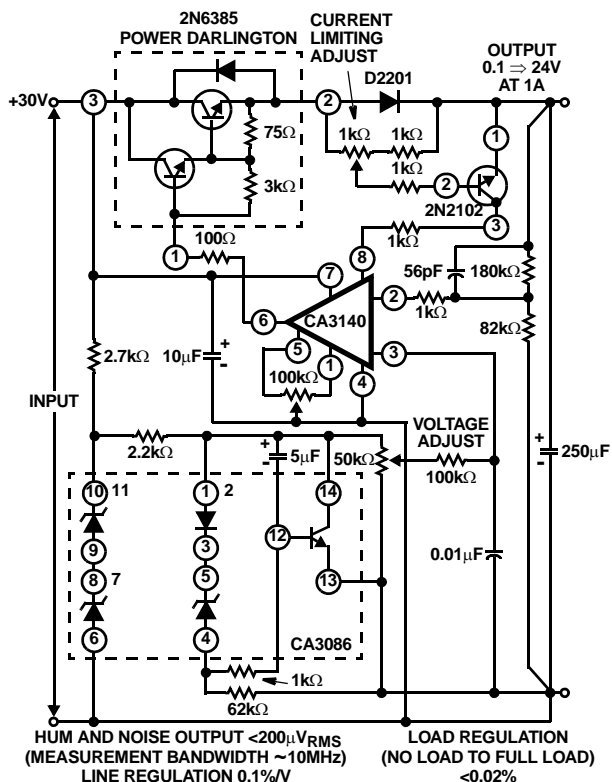 2N6385
POWER DARLINGTON
CURRENT
LIMITING
ADJUST
OUTPUT
0.1 ⇒ 24V
AT 1A
D2201
+30V
3
2
75Ω
3kΩ
1kΩ
1kΩ
1kΩ
1
2
2N2102
3
1
100Ω
8
1kΩ
7
56pF
180kΩ
6
CA3140
2
1kΩ
82kΩ
5
1
3
4
2.7kΩ
10μF
+
-
100kΩ
INPUT
VOLTAGE
ADJUST
2.2kΩ
+
-
5μF
50kΩ
100kΩ
+
-
250μF
10
11
1
2
14
9
3
12
0.01μF
8
7
5
13
6
4
CA3086
1kΩ
62kΩ
HUM AND NOISE OUTPUT <200μVRMS
(MEASUREMENT BANDWIDTH ~10MHz)
LINE REGULATION 0.1%/V
LOAD REGULATION
(NO LOAD TO FULL LOAD)
<0.02%